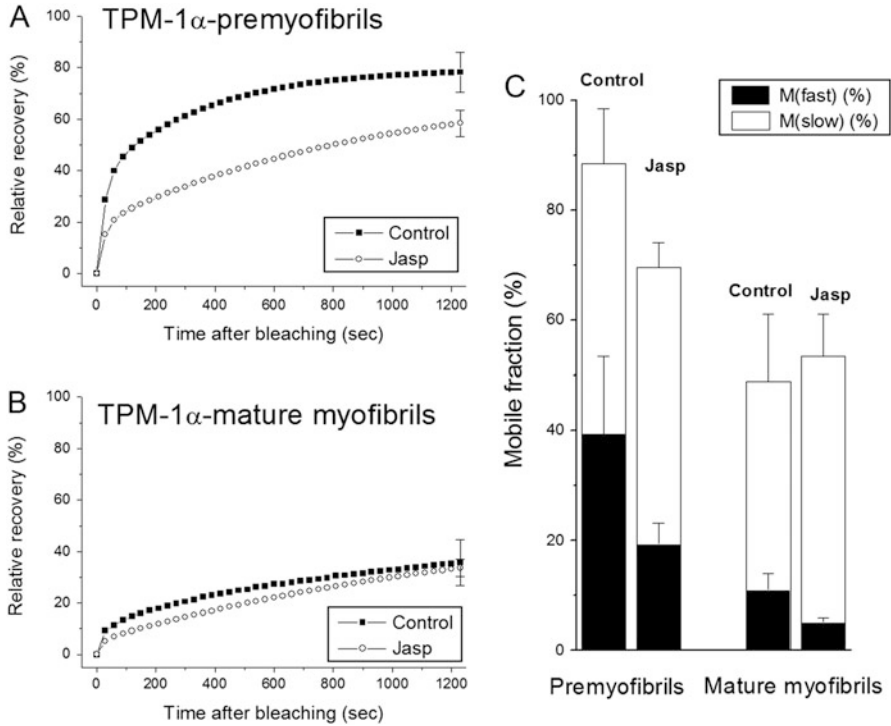 A
TPM-1α-premyofibrils
Relative recovery (%)
100
80
60
40
20
0
Control
Jasp
0 200 400 600 800 1000 1200
Time after bleaching (sec)
B
TPM-1α-mature myofibrils
Relative recovery (%)
100
80
60
40
20
0
Control
Jasp
0 200 400 600 800 1000 1200
Time after bleaching (sec)
C
Mobile fraction (%)
100
80
60
40
20
0
M(fast) (%)
M(slow) (%)
Control
Jasp
Control
Jasp
Premyofibrils Mature myofibrils